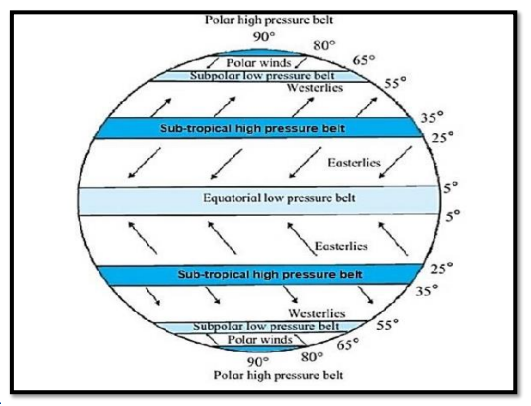 Polar high pressure belt
90°
80°
Polar winds
65°
Subpolar low pressure belt
55°
Westerlies
35°
Sub-tropical high pressure belt
25°
Easterlies
5°
Equatorial low pressure belt
5°
Easterlies
25°
Sub-tropical high pressure belt
35°
Westerlies
55°
Subpolar low pressure belt
65°
Polar winds
80°
90°
Polar high pressure belt